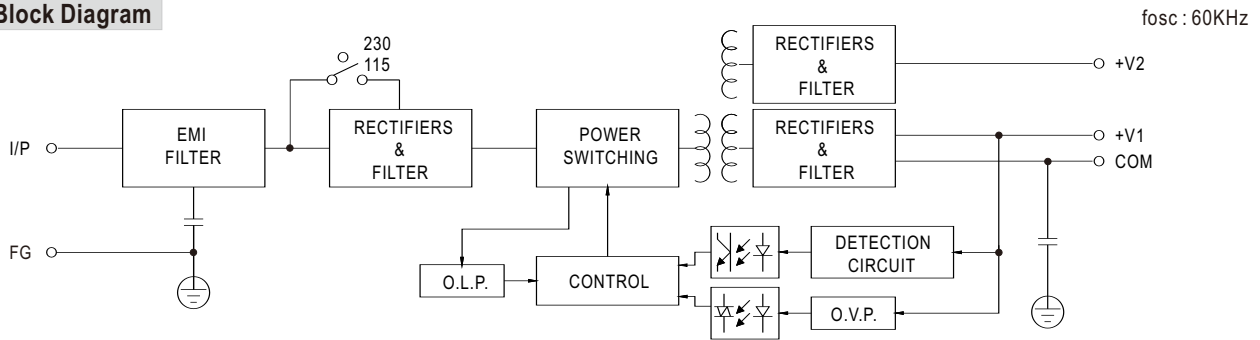 Block Diagram
fosc : 60KHz
230
115
I/P
EMI
FILTER
RECTIFIERS
&
FILTER
POWER
SWITCHING
RECTIFIERS
&
FILTER
+V2
RECTIFIERS
&
FILTER
+V1
COM
FG
O.L.P.
CONTROL
DETECTION
CIRCUIT
O.V.P.